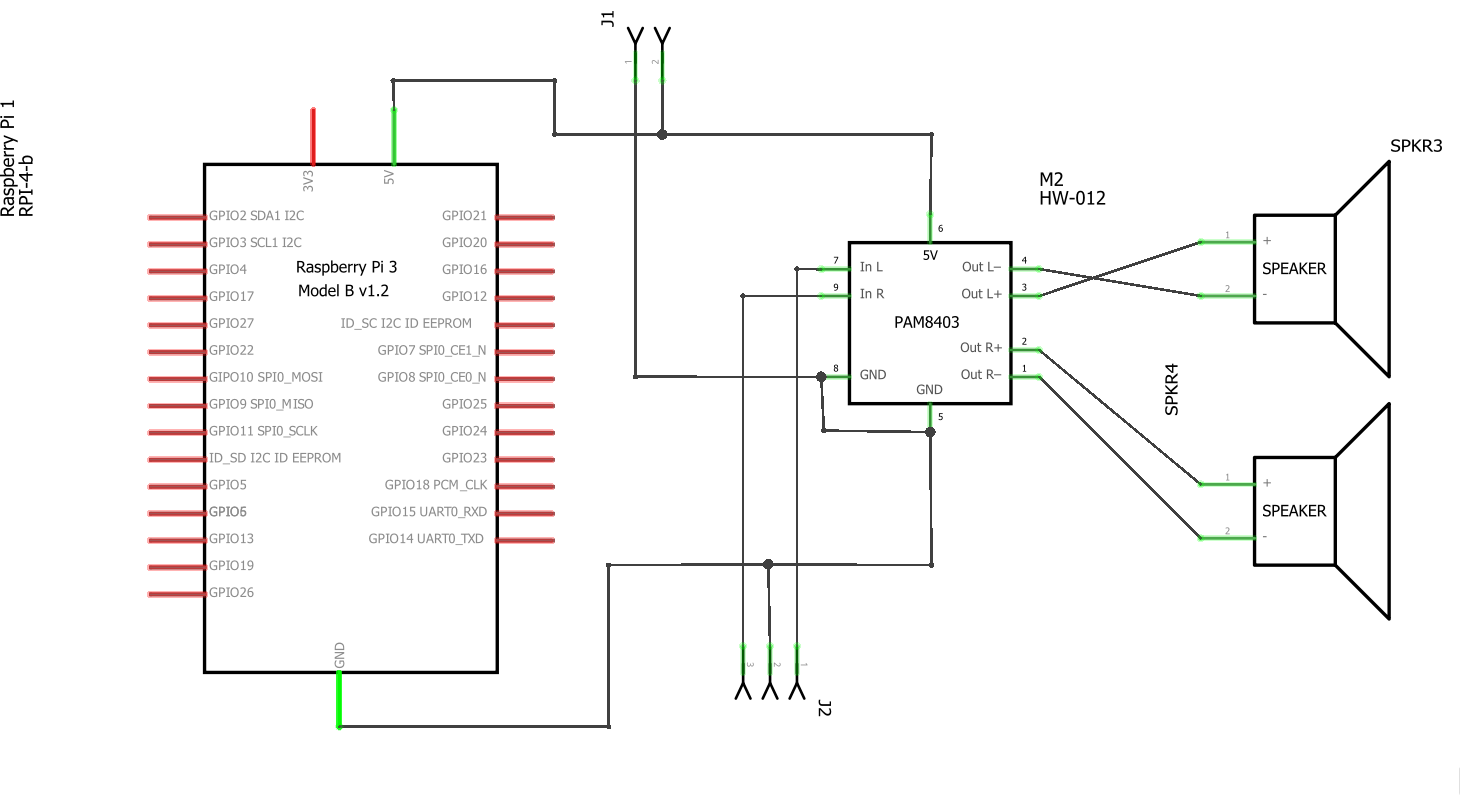 J1
1
2
Raspberry Pi 1
RPI-4-b
3V3
5V
GPIO2 SDA1 I2C
GPIO3 SCL1 I2C
GPIO4
GPIO17
GPIO27
GPIO22
GIPO10 SPI0_MOSI
GPIO9 SPI0_MISO
GPIO11 SPI0_SCLK
ID_SD I2C ID EEPROM
GPIO5
GPIO6
GPIO13
GPIO19
GPIO26
GPIO21
GPIO20
GPIO16
GPIO12
ID_SC I2C ID EEPROM
GPIO7 SPI0_CE1_N
GPIO8 SPI0_CE0_N
GPIO25
GPIO24
GPIO23
GPIO18 PCM_CLK
GPIO15 UART0_RXD
GPIO14 UART0_TXD
Raspberry Pi 3
Model B v1.2
GND
M2
HW-012
6
5V
7
In L
9
In R
8
GND
PAM8403
Out L−
4
Out L+
3
Out R+
2
Out R−
1
GND
5
SPKR3
1
+
SPEAKER
2
-
SPKR4
1
+
SPEAKER
2
-
3
2
1
J2